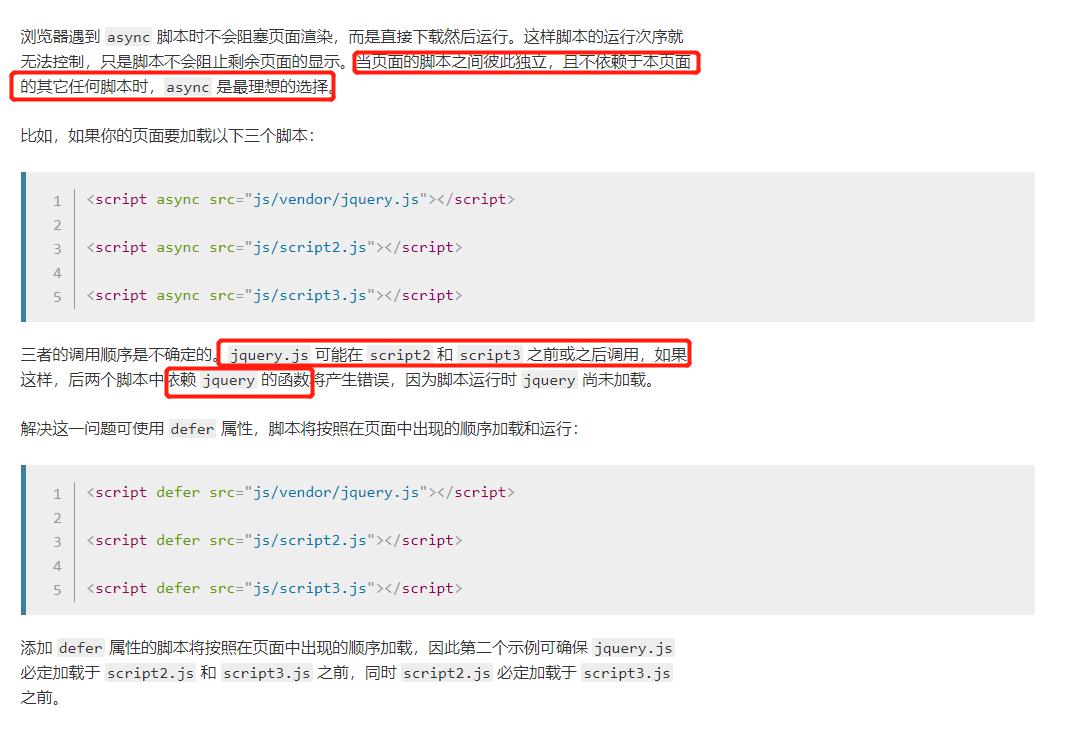 浏览器遇到 async 脚本时不会阻塞页面渲染，而是直接下载然后运行。这样脚本的运行次序就
无法控制，只是脚本不会阻止剩余页面的显示。当页面的脚本之间彼此独立，且不依赖于本页面
的其它任何脚本时，async 是最理想的选择。
比如，如果你的页面要加载以下三个脚本：
1 <script async src="js/vendor/jquery.js"></script>
2
3 <script async src="js/script2.js"></script>
4
5 <script async src="js/script3.js"></script>
三者的调用顺序是不确定的。jquery.js 可能在 script2 和 script3 之前或之后调用，如果
这样，后两个脚本中依赖 jquery 的函数将产生错误，因为脚本运行时 jquery 尚未加载。
解决这一问题可使用 defer 属性，脚本将按照在页面中出现的顺序加载和运行：
1 <script defer src="js/vendor/jquery.js"></script>
2
3 <script defer src="js/script2.js"></script>
4
5 <script defer src="js/script3.js"></script>
添加 defer 属性的脚本将按照在页面中出现的顺序加载，因此第二个示例可确保 jquery.js
必定加载于 script2.js 和 script3.js 之前，同时 script2.js 必定加载于 script3.js
之前。